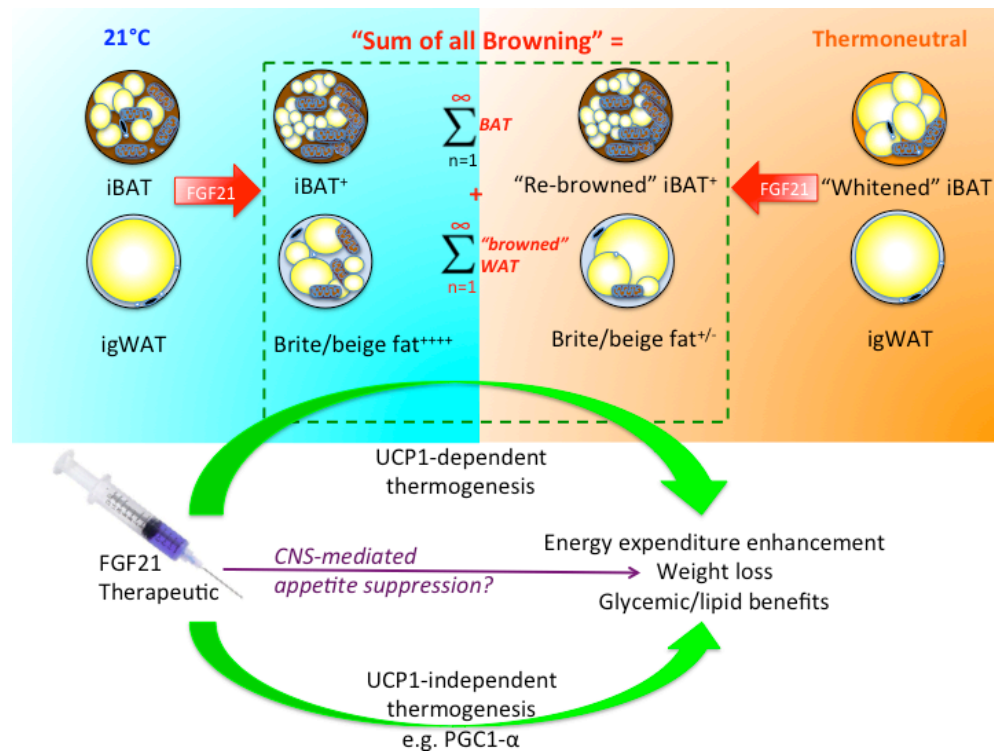 21°C
“Sum of all Browning” =
Thermoneutral
∞
∑ BAT
n=1
iBAT
FGF21
iBAT⁺
+
“Re-browned” iBAT⁺
FGF21
“Whitened” iBAT
∞
∑ “browned”
WAT
n=1
igWAT
Brite/beige fat⁺⁺⁺⁺
Brite/beige fat⁺/⁻
igWAT
UCP1-dependent
thermogenesis
FGF21
Therapeutic
CNS-mediated
appetite suppression?
Energy expenditure enhancement
Weight loss
Glycemic/lipid benefits
UCP1-independent
thermogenesis
e.g. PGC1-α